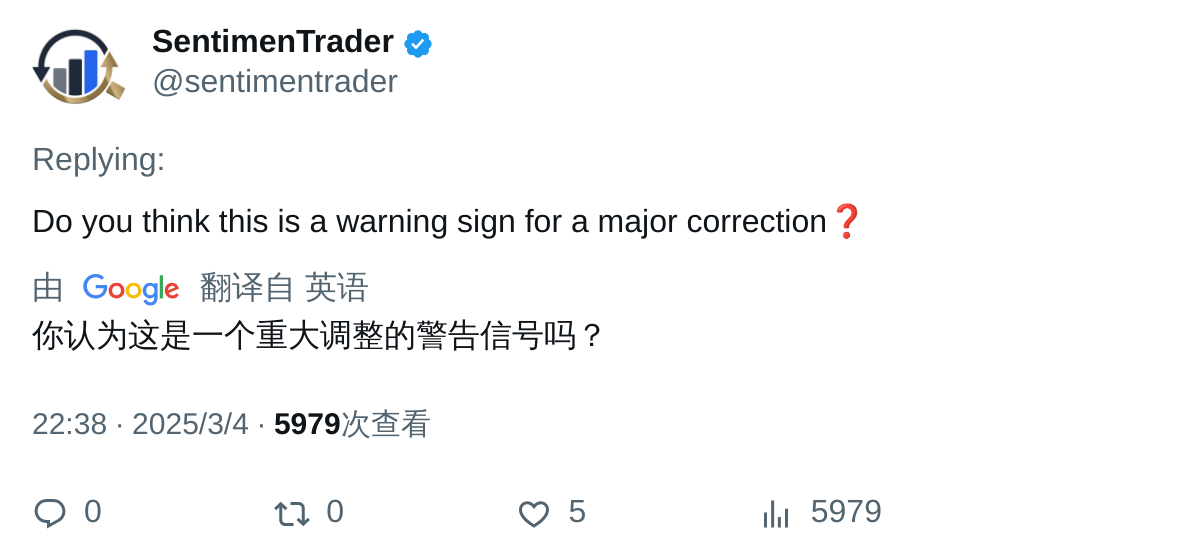 SentimenTrader
@sentimentrader
Replying:
Do you think this is a warning sign for a major correction❓
由 Google 翻译自 英语
你认为这是一个重大调整的警告信号吗？
22:38 · 2025/3/4 · 5979次查看
0 0 5 5979